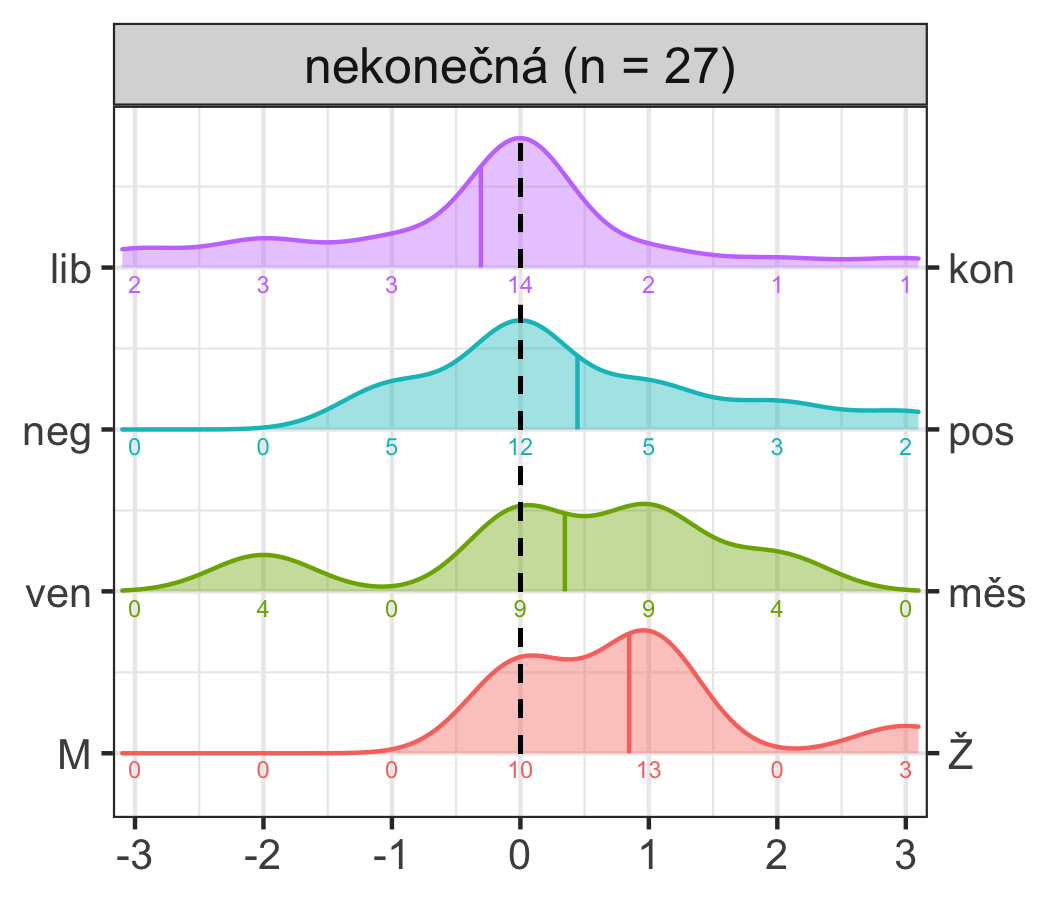 nekonečná (n = 27)
lib kon
2 3 3 14 2 1 1
neg pos
0 0 5 12 5 3 2
ven měs
0 4 0 9 9 4 0
M Ž
0 0 0 10 13 0 3
-3 -2 -1 0 1 2 3